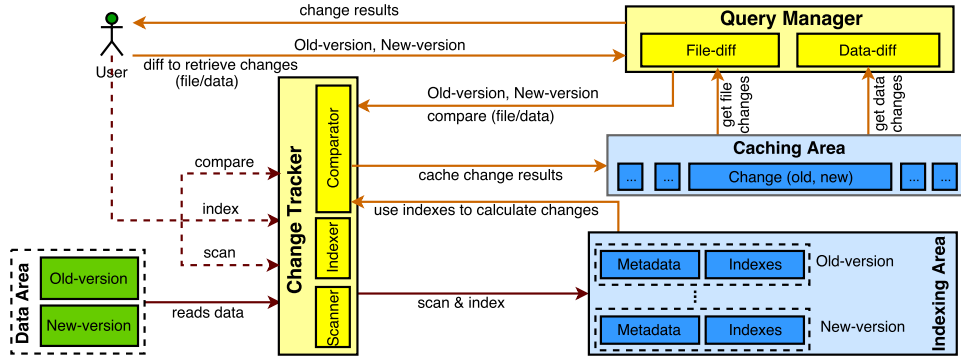 change results
Query Manager
File-diff
Data-diff
User
Old-version, New-version
diff to retrieve changes
(file/data)
Old-version, New-version
compare (file/data)
get file
changes
get data
changes
Change Tracker
Comparator
Indexer
Scanner
compare
index
scan
cache change results
Caching Area
...
...
Change (old, new)
...
...
use indexes to calculate changes
Data Area
Old-version
New-version
reads data
scan & index
Indexing Area
Metadata
Indexes
Old-version
...
Metadata
Indexes
New-version